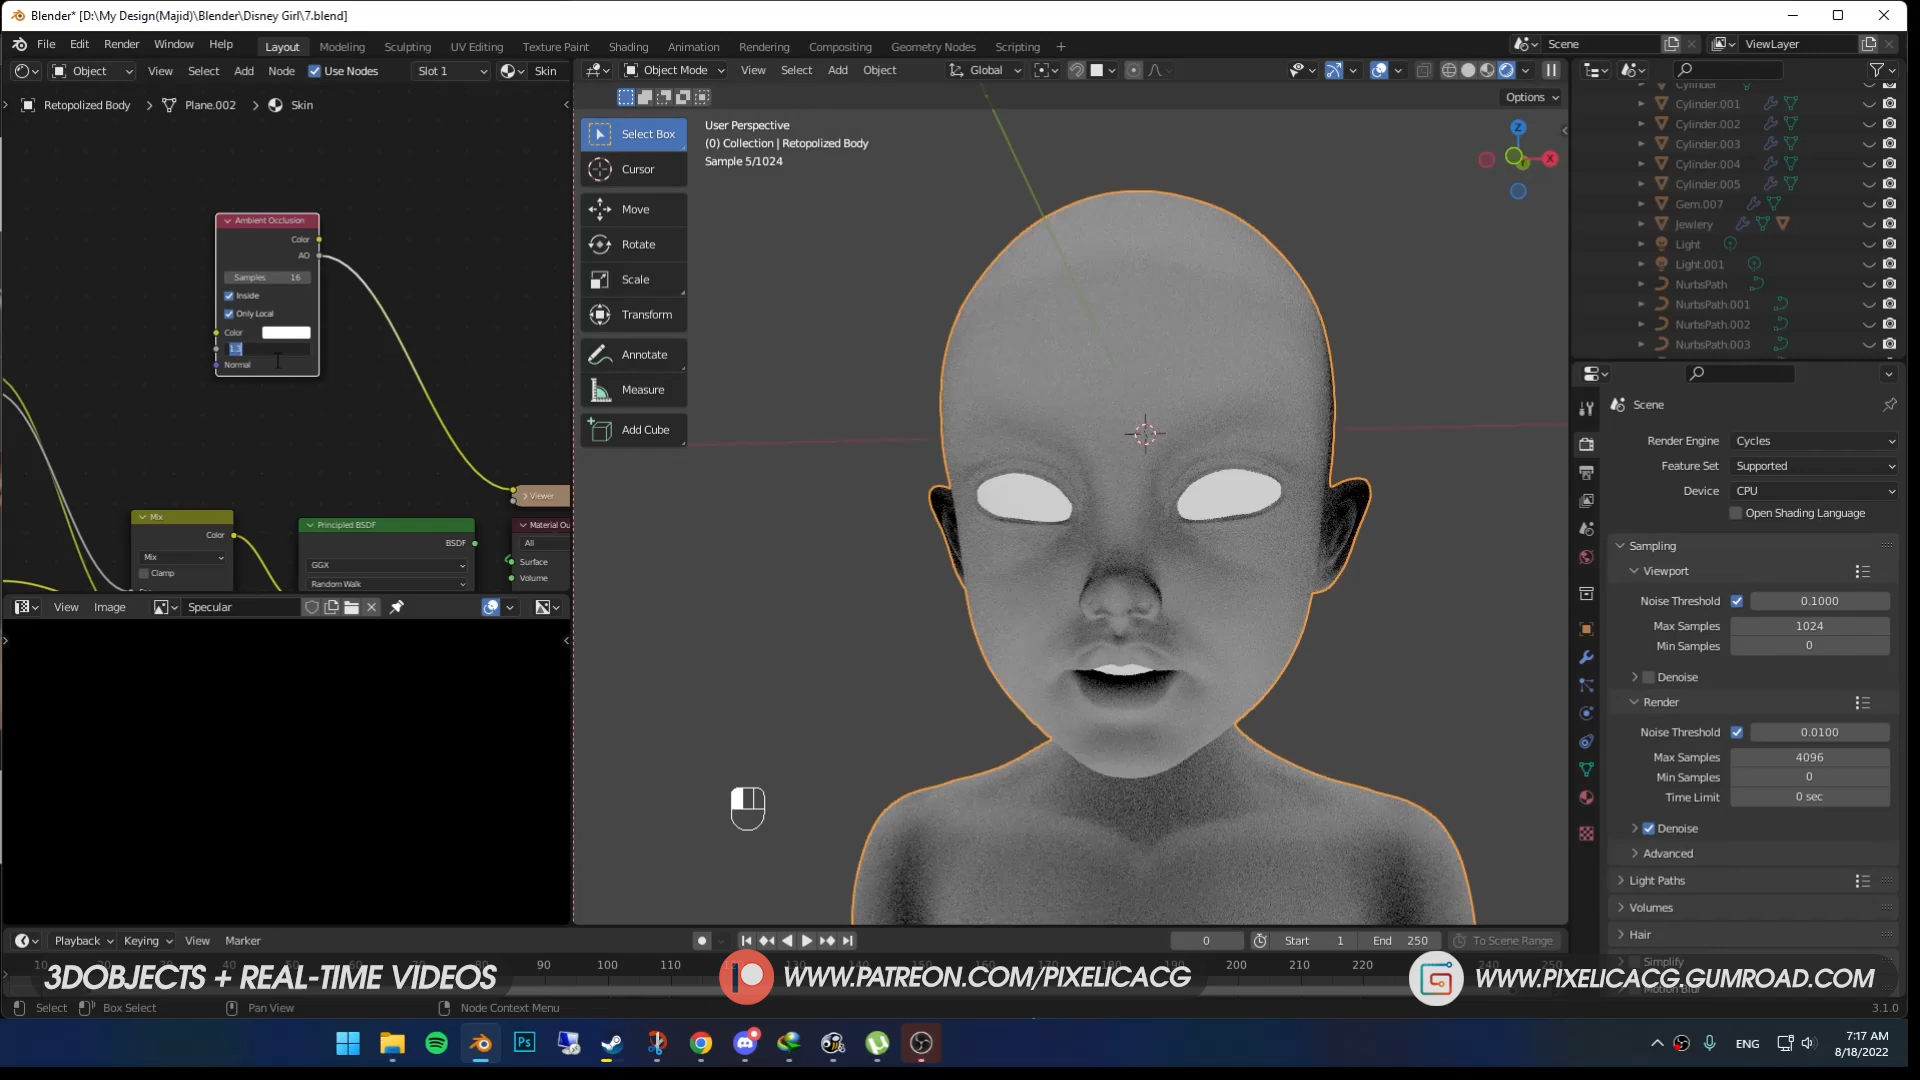 Blender* [D:\My Design(Majid)\Blender\Disney Girl\7.blend]
File Edit Render Window Help Layout Modeling Sculpting UV Editing Texture Paint Shading Animation Rendering Compositing Geometry Nodes Scripting + Scene ViewLayer
Object View Select Add Node Use Nodes Slot 1 Skin
Object Mode View Select Add Object Global
Retopolized Body > Plane.002 > Skin
Options
Ambient Occlusion
Color
AO
Samples 16
Inside
Only Local
Color
Normal
Viewer
Mix
Color
Mix
Clamp
Principled BSDF
BSDF
GGX
Random Walk
Material Ou
All
Surface
Volume
View Image Specular
Select Box
Cursor
Move
Rotate
Scale
Transform
Annotate
Measure
Add Cube
User Perspective
(0) Collection | Retopolized Body
Sample 5/1024
Z
X
Cylinder
Cylinder.001
Cylinder.002
Cylinder.003
Cylinder.004
Cylinder.005
Gem.007
Jewlery
Light
Light.001
NurbsPath
NurbsPath.001
NurbsPath.002
NurbsPath.003
Scene
Render Engine Cycles
Feature Set Supported
Device CPU
Open Shading Language
Sampling
Viewport
Noise Threshold 0.1000
Max Samples 1024
Min Samples 0
Denoise
Render
Noise Threshold 0.0100
Max Samples 4096
Min Samples 0
Time Limit 0 sec
Denoise
Advanced
Light Paths
Volumes
Hair
Simplify
Motion Blur
Playback Keying View Marker
0 Start 1 End 250 To Scene Range
10 90 100 110 200 210 220
3DOBJECTS + REAL-TIME VIDEOS
WWW.PATREON.COM/PIXELICACG
WWW.PIXELICACG.GUMROAD.COM
Select Box Select Pan View Node Context Menu
3.1.0
Ps
ENG
7:17 AM
8/18/2022